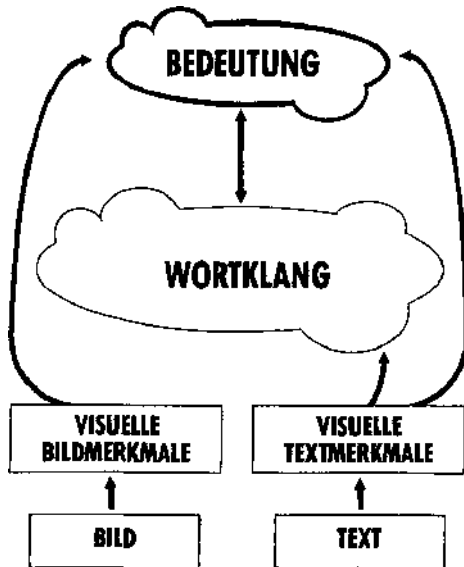 BEDEUTUNG
WORTKLANG
VISUELLE
BILDMERKMALE
VISUELLE
TEXTMERKMALE
BILD
TEXT